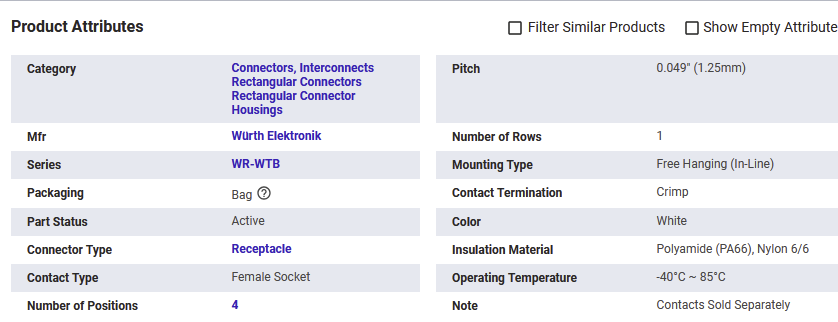 Product Attributes
Filter Similar Products
Show Empty Attribute
Category
Connectors, Interconnects
Rectangular Connectors
Rectangular Connector
Housings
Mfr
Würth Elektronik
Series
WR-WTB
Packaging
Bag ?
Part Status
Active
Connector Type
Receptacle
Contact Type
Female Socket
Number of Positions
4
Pitch
0.049" (1.25mm)
Number of Rows
1
Mounting Type
Free Hanging (In-Line)
Contact Termination
Crimp
Color
White
Insulation Material
Polyamide (PA66), Nylon 6/6
Operating Temperature
-40°C ~ 85°C
Note
Contacts Sold Separately